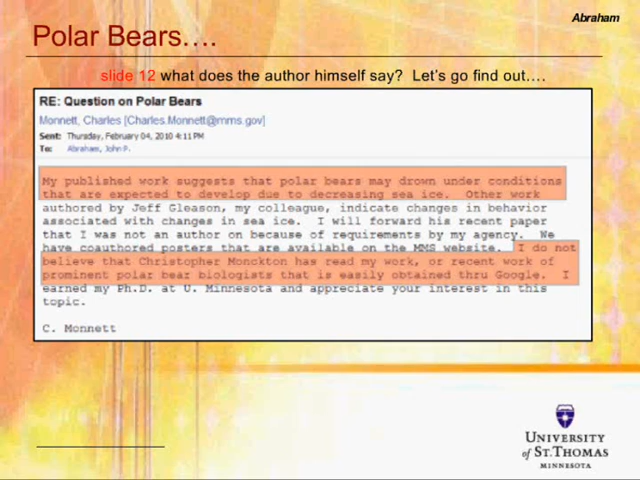 Abraham
Polar Bears….
slide 12 what does the author himself say?  Let's go find out….
RE: Question on Polar Bears
Monnett, Charles [Charles.Monnett@mms.gov]
Sent: Thursday, February 04, 2010 4:11 PM
To: Abraham, John P.
My published work suggests that polar bears may drown under conditions
that are expected to develop due to decreasing sea ice.  Other work
authored by Jeff Gleason, my colleague, indicate changes in behavior
associated with changes in sea ice.  I will forward his recent paper
that I was not an author on because of requirements by my agency.  We
have coauthored posters that are available on the MMS website.  I do not
believe that Christopher Monckton has read my work, or recent work of
prominent polar bear biologists that is easily obtained thru Google.  I
earned my Ph.D. at U. Minnesota and appreciate your interest in this
topic.
C. Monnett
UNIVERSITY
of ST. THOMAS
MINNESOTA